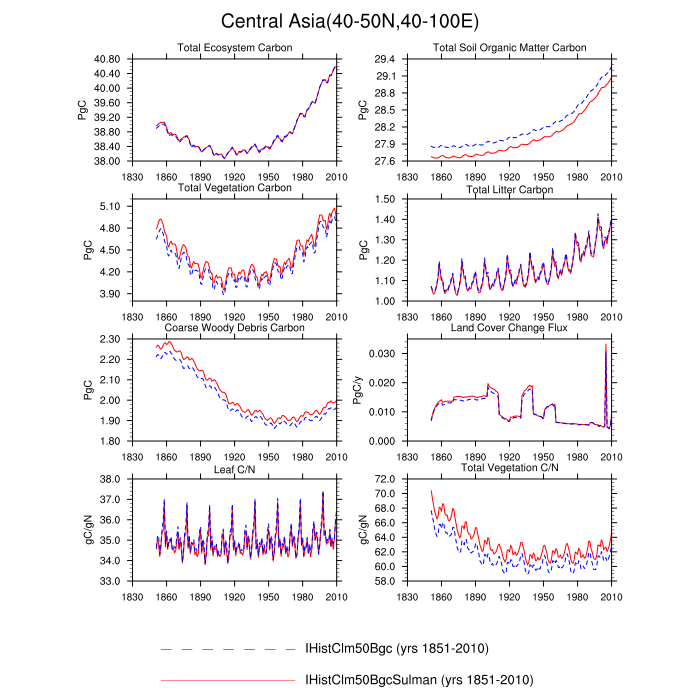 Central Asia(40-50N,40-100E)
Total Ecosystem Carbon
Total Soil Organic Matter Carbon
PgC
40.80
40.40
40.00
39.60
39.20
38.80
38.40
38.00
1830 1860 1890 1920 1950 1980 2010
PgC
29.4
29.1
28.8
28.5
28.2
27.9
27.6
1830 1860 1890 1920 1950 1980 2010
Total Vegetation Carbon
Total Litter Carbon
PgC
5.10
4.80
4.50
4.20
3.90
1830 1860 1890 1920 1950 1980 2010
PgC
1.50
1.40
1.30
1.20
1.10
1.00
1830 1860 1890 1920 1950 1980 2010
Coarse Woody Debris Carbon
Land Cover Change Flux
PgC
2.30
2.20
2.10
2.00
1.90
1.80
1830 1860 1890 1920 1950 1980 2010
PgC/y
0.030
0.020
0.010
0.000
1830 1860 1890 1920 1950 1980 2010
Leaf C/N
Total Vegetation C/N
gC/gN
38.0
37.0
36.0
35.0
34.0
33.0
1830 1860 1890 1920 1950 1980 2010
gC/gN
72.0
70.0
68.0
66.0
64.0
62.0
60.0
58.0
1830 1860 1890 1920 1950 1980 2010
IHistClm50Bgc (yrs 1851-2010)
IHistClm50BgcSulman (yrs 1851-2010)